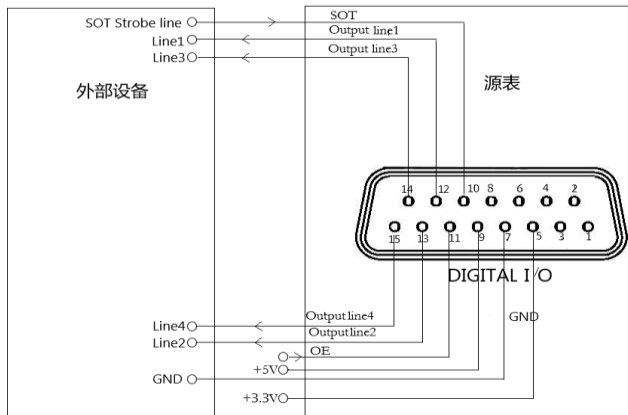 SOT Strobe line
SOT
Line1
Output line1
Line3
Output line3
外部设备
源表
14 12 10 8 6 4 2
15 13 11 9 7 5 3 1
DIGITAL I/O
Line4
Output line4
GND
Line2
Output line2
OE
+5V
GND
+3.3V